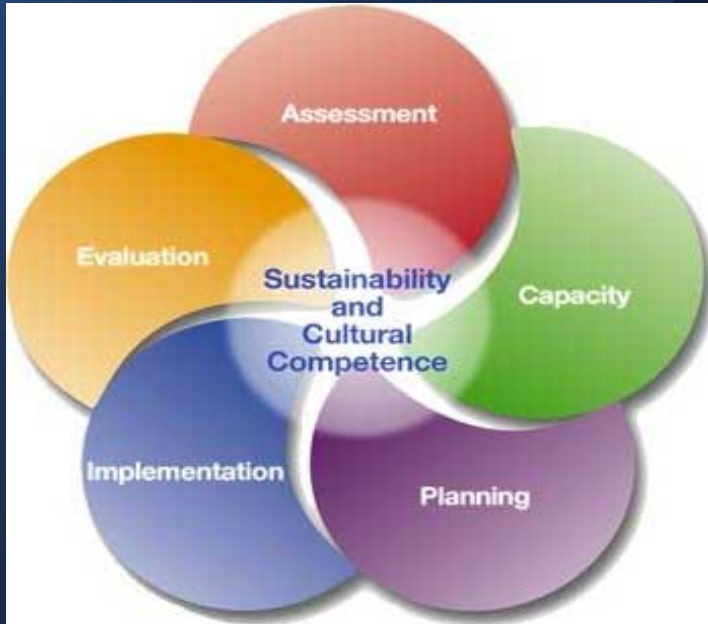 Assessment
Capacity
Planning
Implementation
Evaluation
Sustainability
and
Cultural
Competence